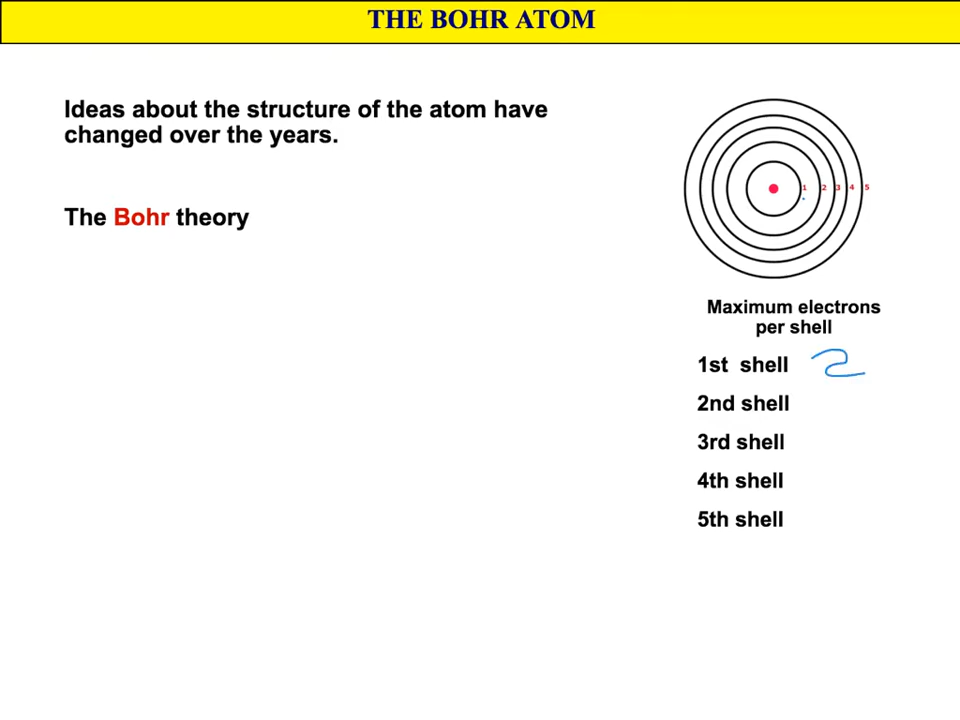 THE BOHR ATOM
Ideas about the structure of the atom have
changed over the years.
The Bohr theory
1 2 3 4 5
Maximum electrons
per shell
1st shell 2
2nd shell
3rd shell
4th shell
5th shell